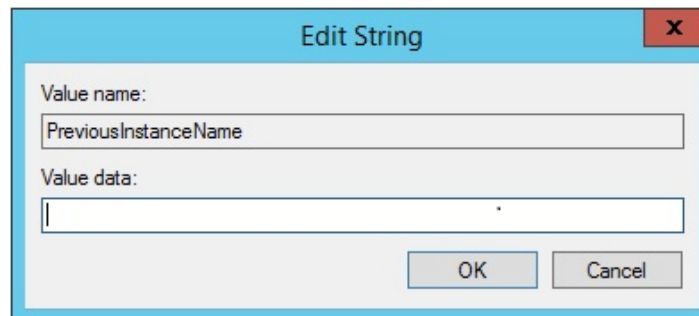 Edit String
x
Value name:
PreviousInstanceName
Value data:
OK Cancel